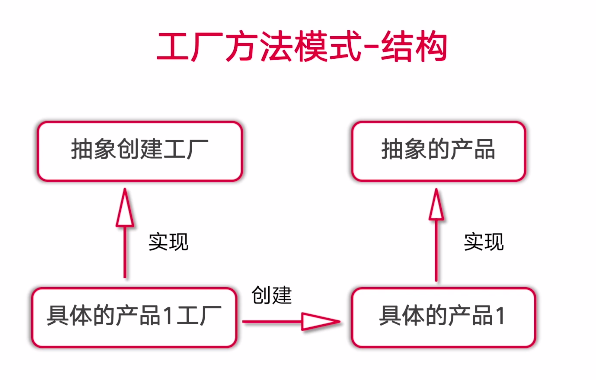 工厂方法模式-结构
抽象创建工厂
抽象的产品
实现
实现
创建
具体的产品1工厂
具体的产品1